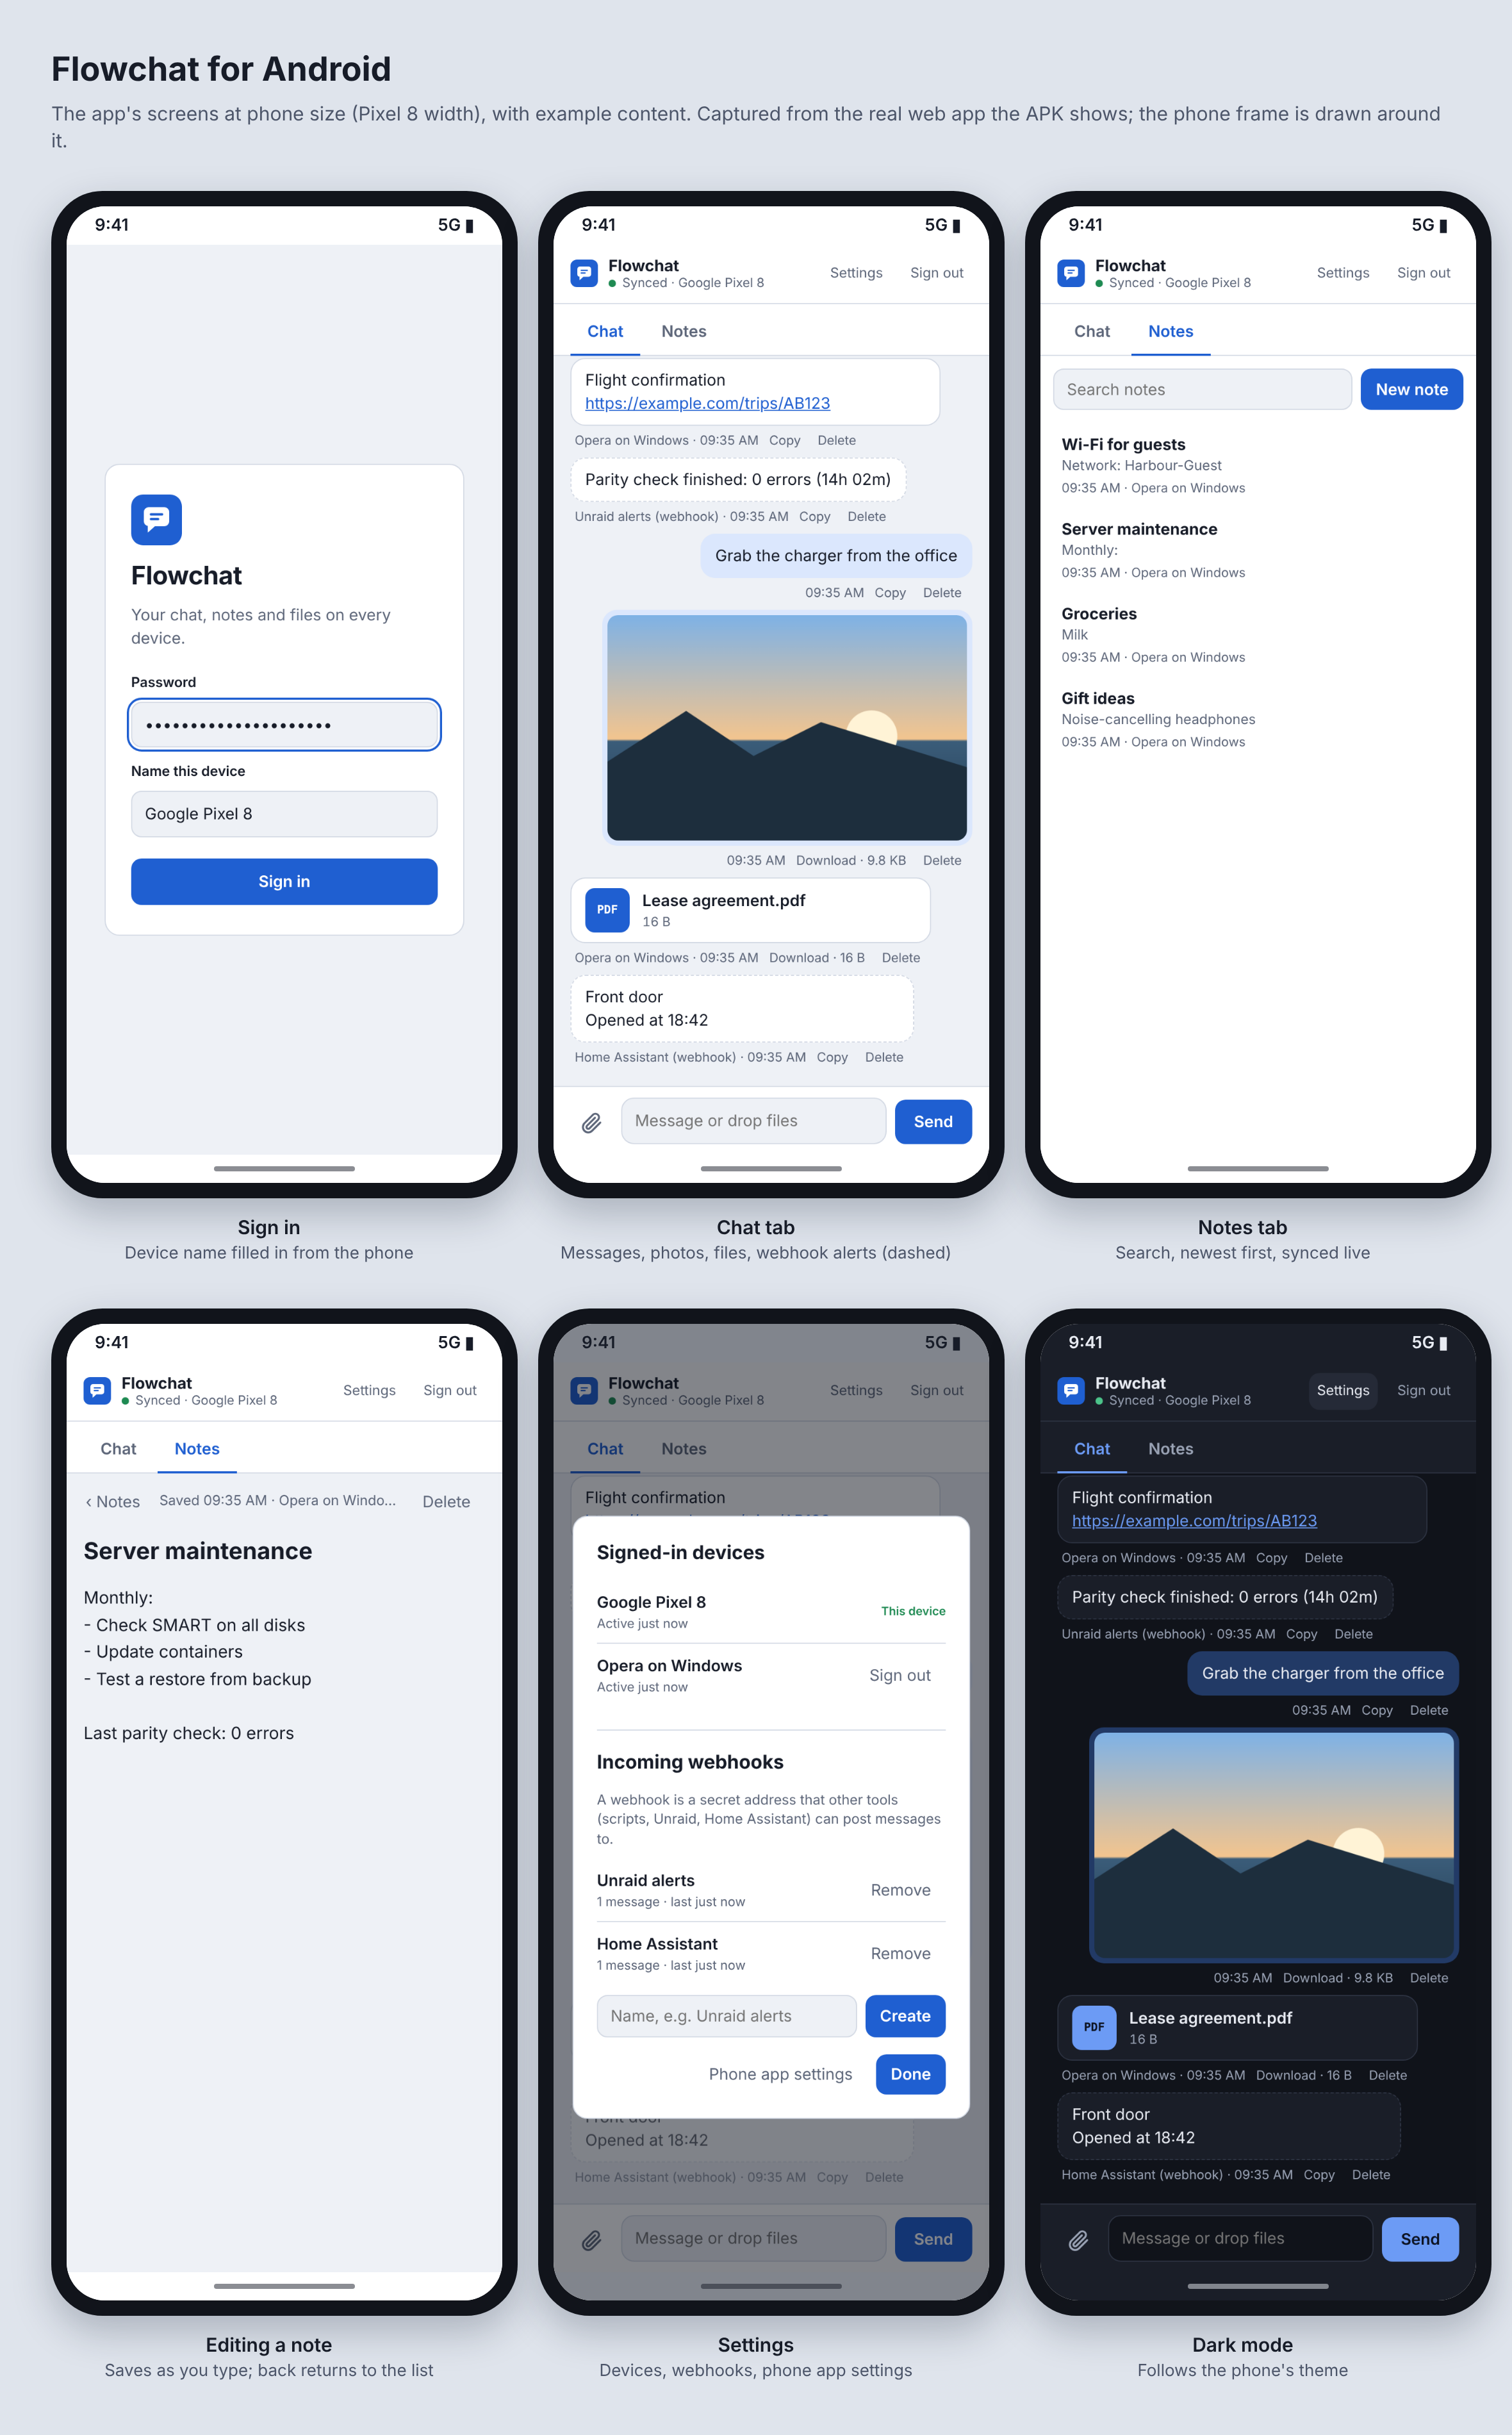 Flowchat for Android
The app's screens at phone size (Pixel 8 width), with example content. Captured from the real web app the APK shows; the phone frame is drawn around
it.
9:41 5G
Flowchat
Your chat, notes and files on every
device.
Password
••••••••••••••••••••
Name this device
Google Pixel 8
Sign in
Sign in
Device name filled in from the phone
9:41 5G
Flowchat
Synced · Google Pixel 8
Settings Sign out
Chat Notes
Flight confirmation
https://example.com/trips/AB123
Opera on Windows · 09:35 AM Copy Delete
Parity check finished: 0 errors (14h 02m)
Unraid alerts (webhook) · 09:35 AM Copy Delete
Grab the charger from the office
09:35 AM Copy Delete
09:35 AM Download · 9.8 KB Delete
PDF
Lease agreement.pdf
16 B
Opera on Windows · 09:35 AM Download · 16 B Delete
Front door
Opened at 18:42
Home Assistant (webhook) · 09:35 AM Copy Delete
Message or drop files
Send
Chat tab
Messages, photos, files, webhook alerts (dashed)
9:41 5G
Flowchat
Synced · Google Pixel 8
Settings Sign out
Chat Notes
Search notes
New note
Wi-Fi for guests
Network: Harbour-Guest
09:35 AM · Opera on Windows
Server maintenance
Monthly:
09:35 AM · Opera on Windows
Groceries
Milk
09:35 AM · Opera on Windows
Gift ideas
Noise-cancelling headphones
09:35 AM · Opera on Windows
Notes tab
Search, newest first, synced live
9:41 5G
Flowchat
Synced · Google Pixel 8
Settings Sign out
Chat Notes
‹ Notes Saved 09:35 AM · Opera on Windo... Delete
Server maintenance
Monthly:
- Check SMART on all disks
- Update containers
- Test a restore from backup
Last parity check: 0 errors
Editing a note
Saves as you type; back returns to the list
9:41 5G
Flowchat
Synced · Google Pixel 8
Settings Sign out
Chat Notes
Flight confirmation
Signed-in devices
Google Pixel 8
Active just now
This device
Opera on Windows
Active just now
Sign out
Incoming webhooks
A webhook is a secret address that other tools
(scripts, Unraid, Home Assistant) can post messages
to.
Unraid alerts
1 message · last just now
Remove
Home Assistant
1 message · last just now
Remove
Name, e.g. Unraid alerts
Create
Phone app settings
Done
Front door
Opened at 18:42
Home Assistant (webhook) · 09:35 AM Copy Delete
Message or drop files
Send
Settings
Devices, webhooks, phone app settings
9:41 5G
Flowchat
Synced · Google Pixel 8
Settings Sign out
Chat Notes
Flight confirmation
https://example.com/trips/AB123
Opera on Windows · 09:35 AM Copy Delete
Parity check finished: 0 errors (14h 02m)
Unraid alerts (webhook) · 09:35 AM Copy Delete
Grab the charger from the office
09:35 AM Copy Delete
09:35 AM Download · 9.8 KB Delete
PDF
Lease agreement.pdf
16 B
Opera on Windows · 09:35 AM Download · 16 B Delete
Front door
Opened at 18:42
Home Assistant (webhook) · 09:35 AM Copy Delete
Message or drop files
Send
Dark mode
Follows the phone's theme